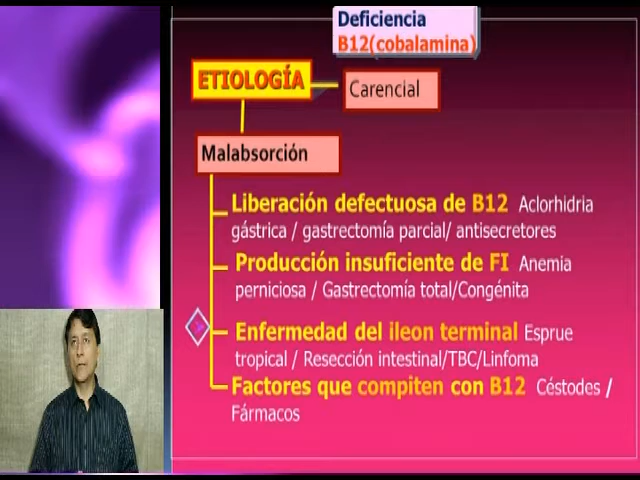 Deficiencia
B12(cobalamina)
ETIOLOGÍA
Carencial
Malabsorción
Liberación defectuosa de B12 Aclorhidria
gástrica / gastrectomía parcial/ antisecretores
Producción insuficiente de FI Anemia
perniciosa / Gastrectomía total/Congénita
Enfermedad del ileon terminal Esprue
tropical / Resección intestinal/TBC/Linfoma
Factores que compiten con B12 Céstodes /
Fármacos